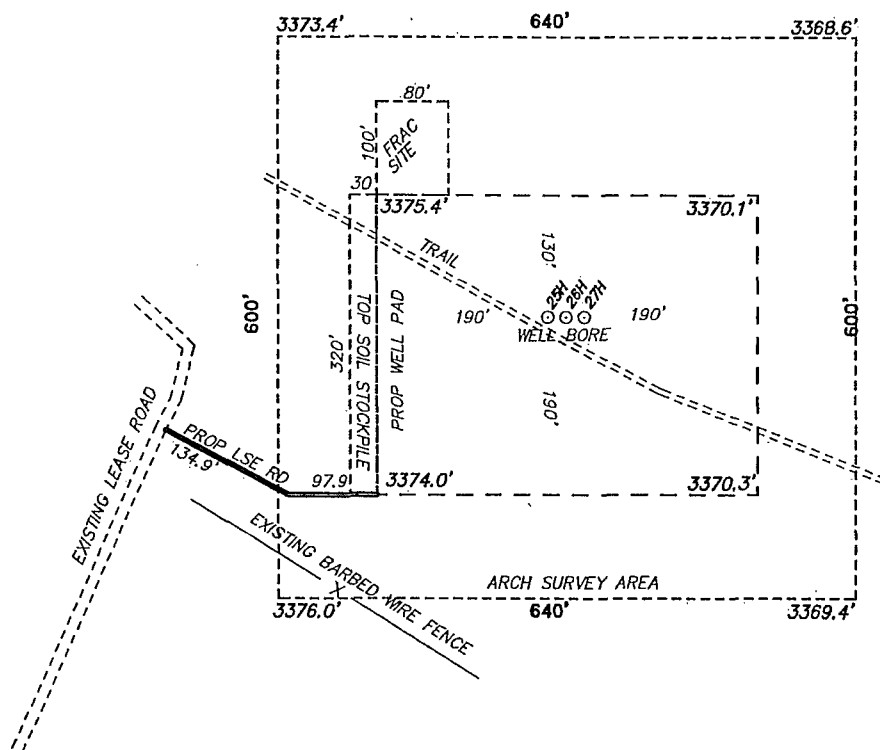 3373.4'
640'
3368.6'
80'
100'
FRAC
SITE
30'
3375.4'
3370.1'
TRAIL
130'
25H
26H
27H
190'
190'
WELL BORE
600'
600'
320'
TOP SOIL STOCKPILE
PROP WELL PAD
190'
EXISTING LEASE ROAD
PROP LSE RD
134.9'
97.9'
3374.0'
3370.3'
EXISTING BARBED WIRE FENCE
X
ARCH SURVEY AREA
3376.0'
640'
3369.4'